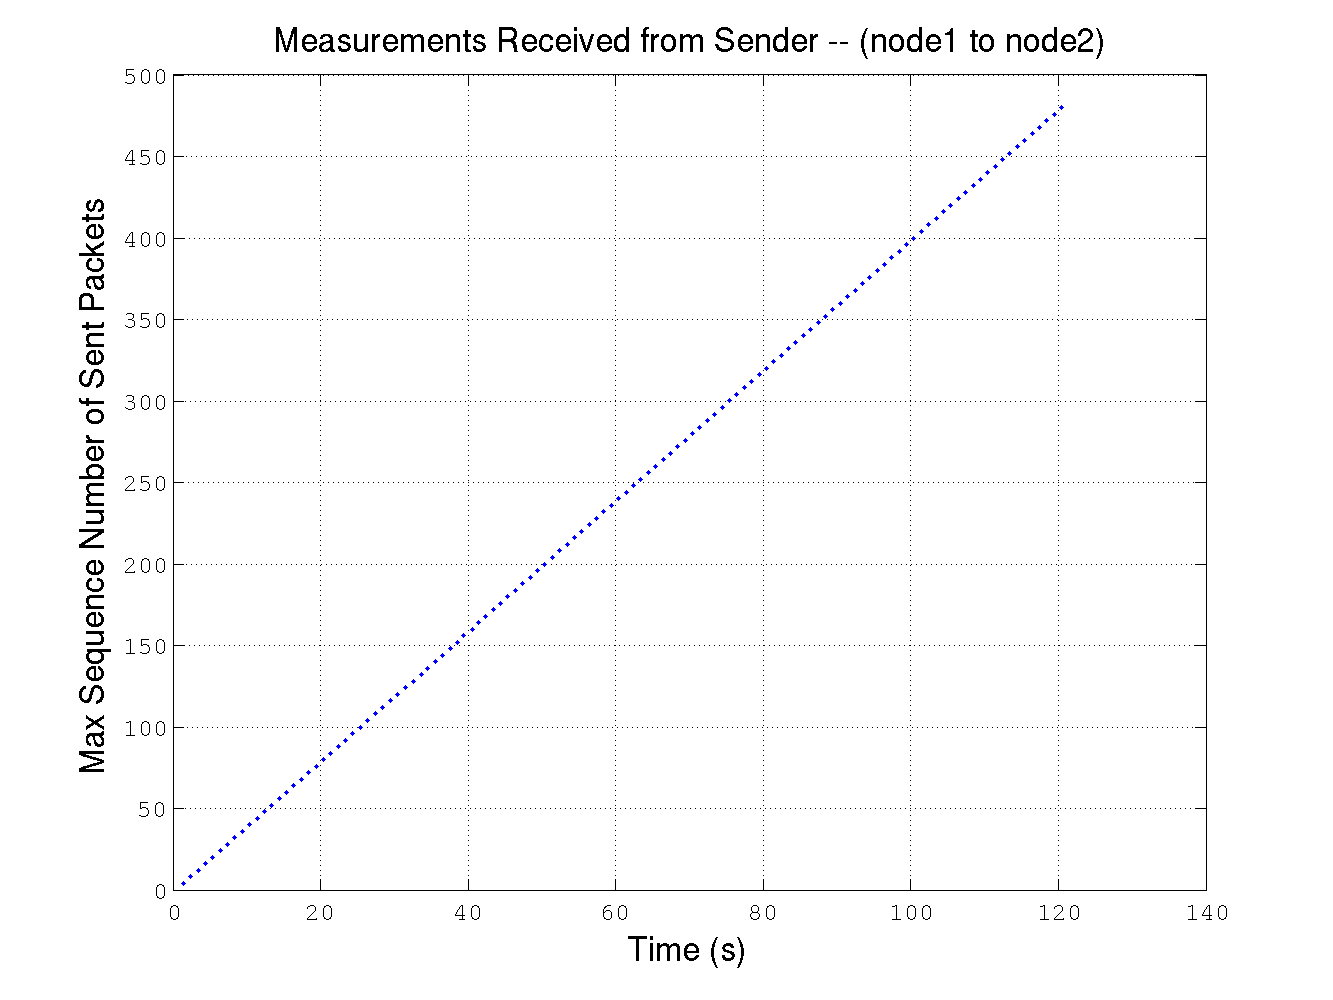 Measurements Received from Sender -- (node1 to node2)
500
450
400
350
300
250
200
150
100
50
0
Max Sequence Number of Sent Packets
0 20 40 60 80 100 120 140
Time (s)